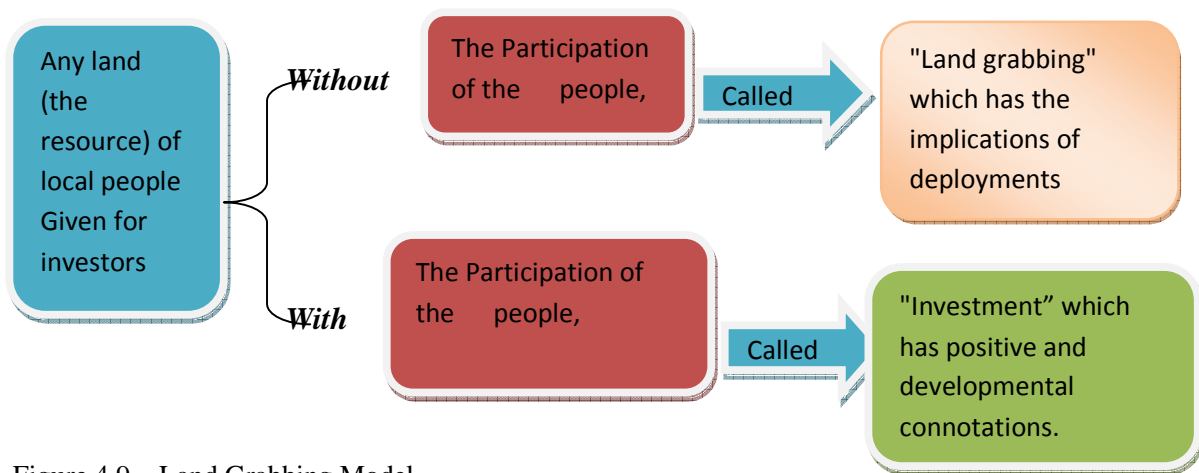 Any land
(the
resource) of
local people
Given for
investors
Without
The Participation
of the people,
Called
"Land grabbing"
which has the
implications of
deployments
With
The Participation of
the people,
Called
"Investment” which
has positive and
developmental
connotations.